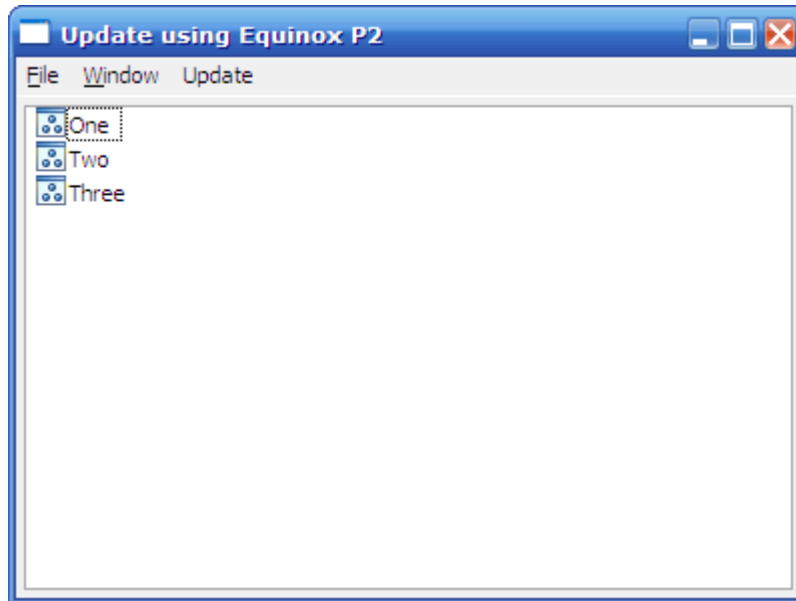 Update using Equinox P2
File Window Update
One
Two
Three